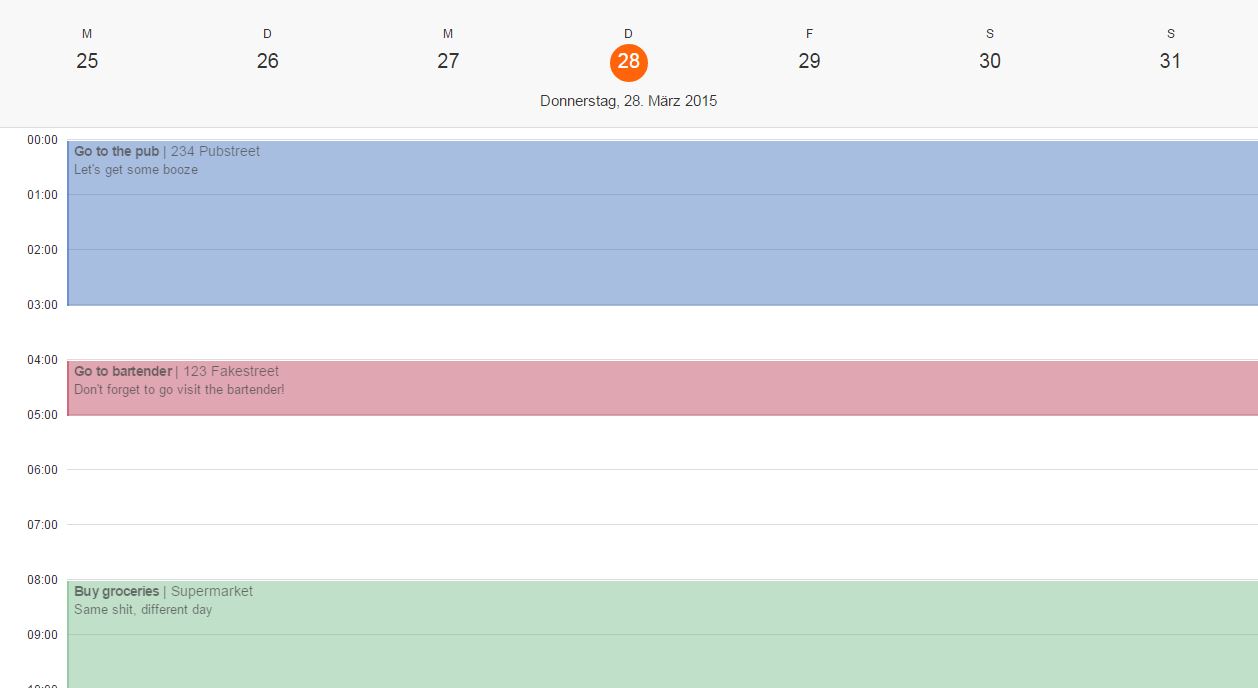 M D M D F S S
25 26 27 28 29 30 31
Donnerstag, 28. März 2015
00:00
Go to the pub | 234 Pubstreet
Let's get some booze
01:00
02:00
03:00
04:00
Go to bartender | 123 Fakestreet
Don't forget to go visit the bartender!
05:00
06:00
07:00
08:00
Buy groceries | Supermarket
Same shit, different day
09:00